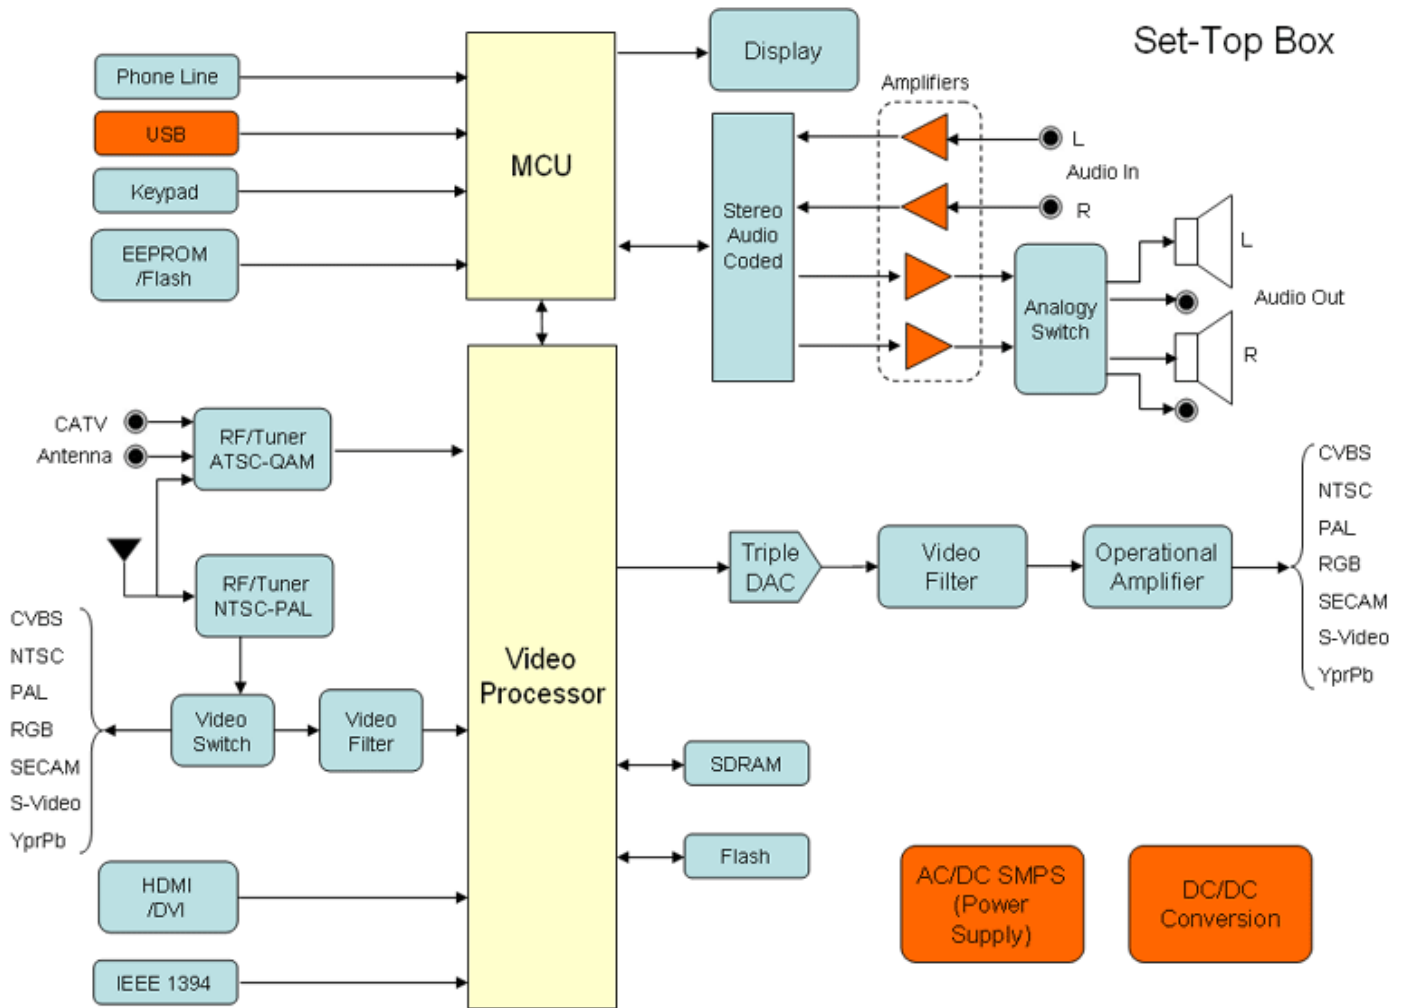 Set-Top Box
Phone Line
USB
Keypad
EEPROM
/Flash
MCU
Display
Amplifiers
Stereo
Audio
Coded
L
Audio In
R
Analogy
Switch
L
Audio Out
R
CATV
Antenna
RF/Tuner
ATSC-QAM
RF/Tuner
NTSC-PAL
CVBS
NTSC
PAL
RGB
SECAM
S-Video
YprPb
Video
Switch
Video
Filter
HDMI
/DVI
IEEE 1394
Video
Processor
Triple
DAC
Video
Filter
Operational
Amplifier
CVBS
NTSC
PAL
RGB
SECAM
S-Video
YprPb
SDRAM
Flash
AC/DC SMPS
(Power
Supply)
DC/DC
Conversion